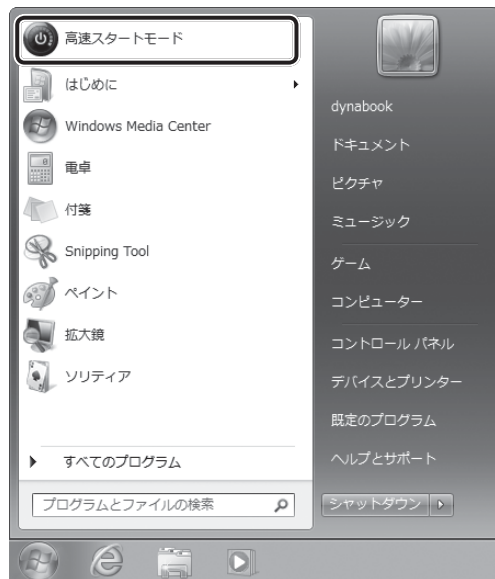 高速スタートモード
はじめに
Windows Media Center
電卓
付箋
Snipping Tool
ペイント
拡大鏡
ソリティア
すべてのプログラム
プログラムとファイルの検索
dynabook
ドキュメント
ピクチャ
ミュージック
ゲーム
コンピューター
コントロール パネル
デバイスとプリンター
既定のプログラム
ヘルプとサポート
シャットダウン